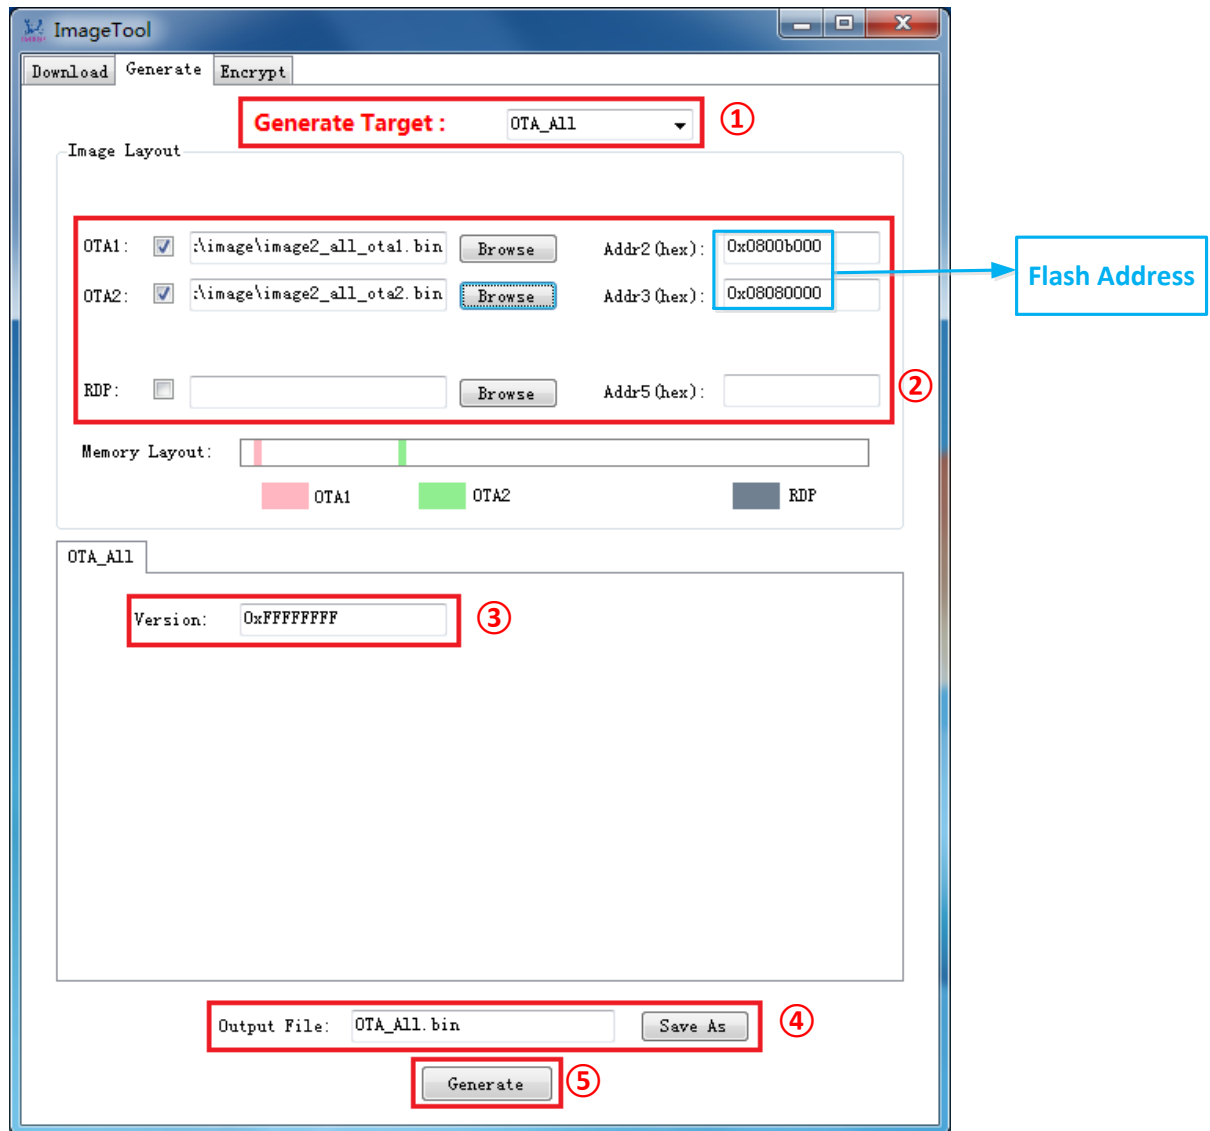 ImageTool
Download Generate Encrypt
Generate Target : OTA_All ①
Image Layout
OTA1: :\image\image2_all_ota1.bin Browse Addr2(hex): 0x0800b000
Flash Address
OTA2: :\image\image2_all_ota2.bin Browse Addr3(hex): 0x08080000
RDP: Browse Addr5(hex): ②
Memory Layout:
OTA1 OTA2 RDP
OTA_All
Version: 0xFFFFFFFF ③
Output File: OTA_All.bin Save As ④
Generate ⑤